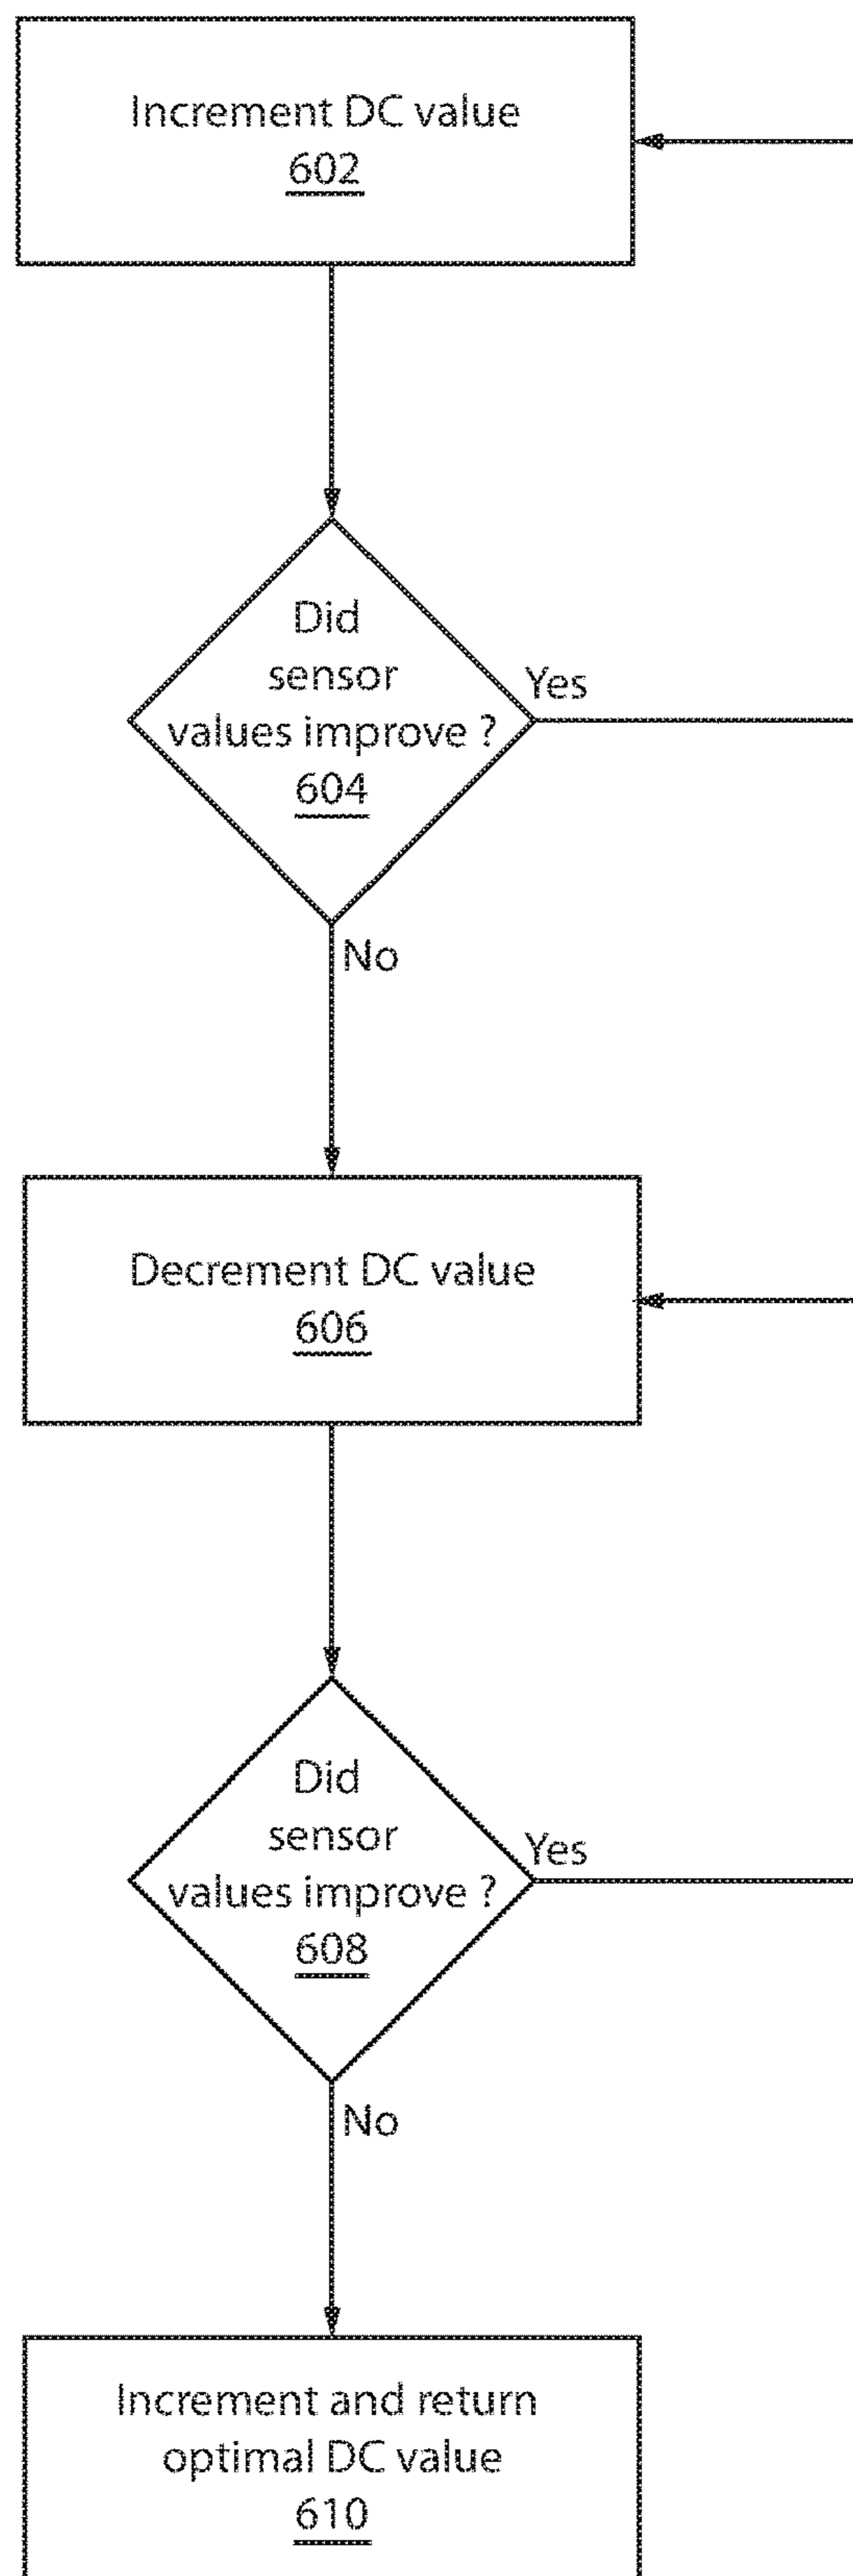 Increment DC value
602
Did
sensor
values improve ?
604
Yes
No
Decrement DC value
606
Did
sensor
values improve ?
608
Yes
No
Increment and return
optimal DC value
610